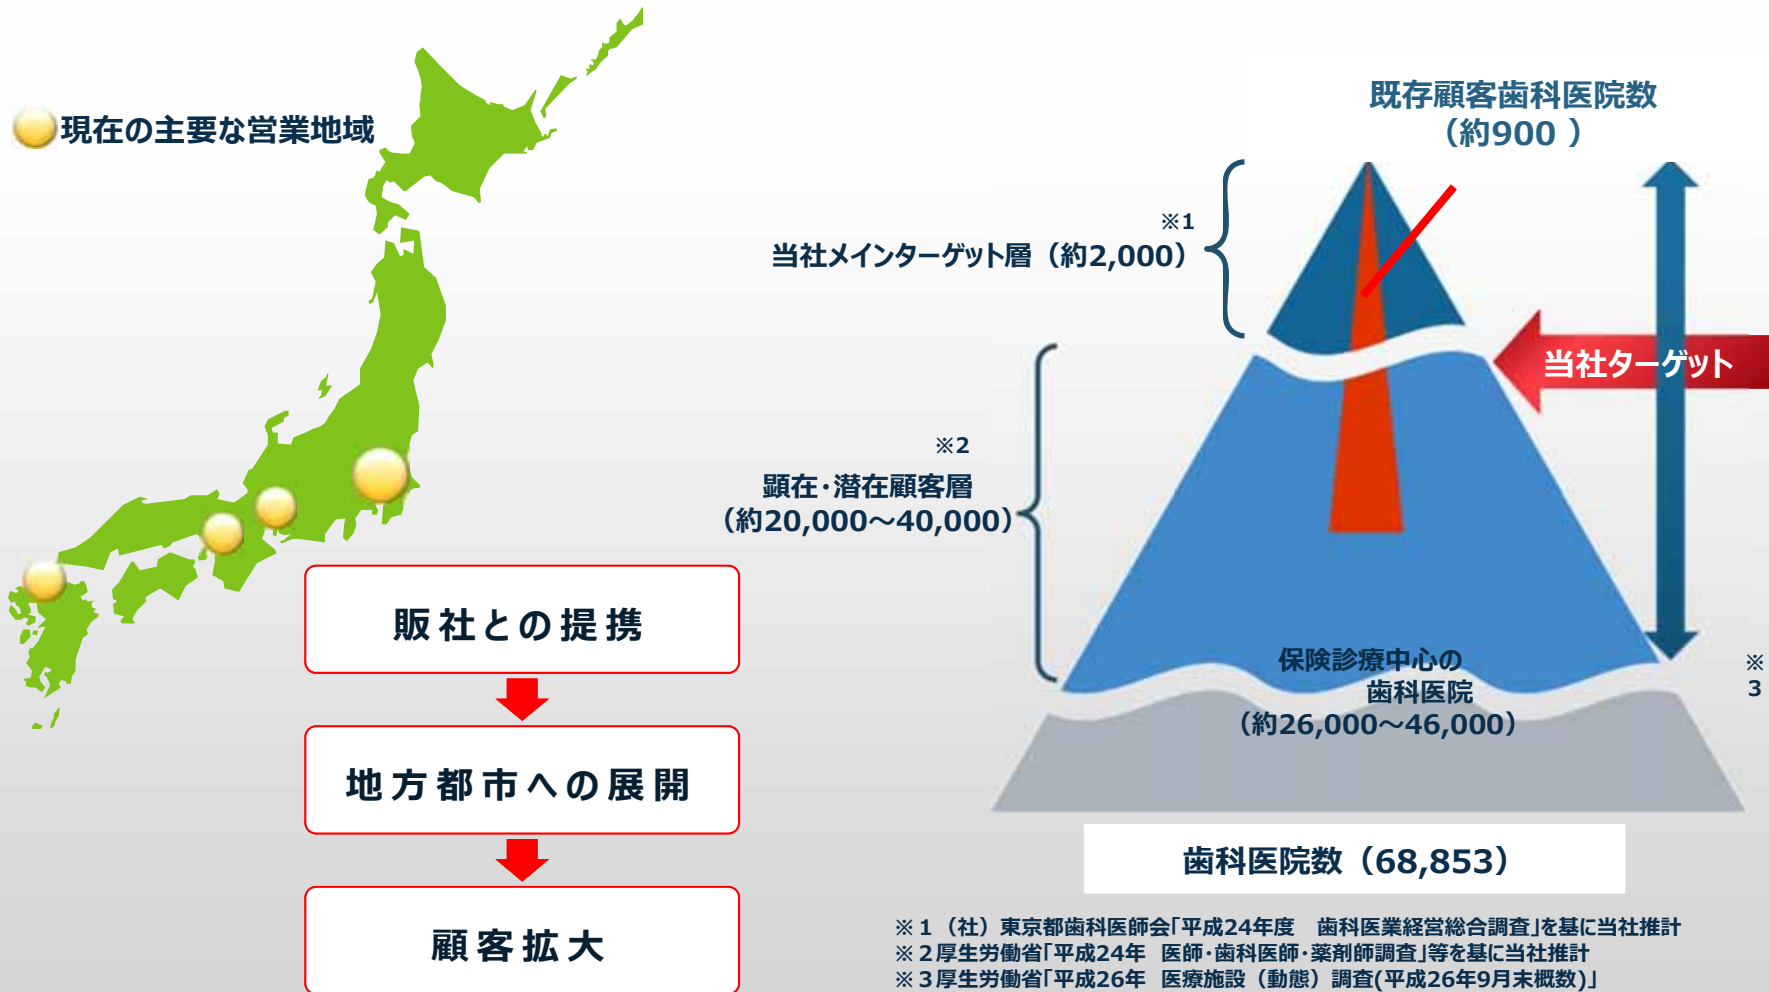 現在の主要な営業地域
販社との提携
地方都市への展開
顧客拡大
既存顧客歯科医院数
（約900 ）
※1
当社メインターゲット層（約2,000）
当社ターゲット
※2
顕在・潜在顧客層
（約20,000～40,000）
保険診療中心の
歯科医院
（約26,000～46,000）
※
3
歯科医院数（68,853）
※１（社）東京都歯科医師会「平成24年度　歯科医業経営総合調査」を基に当社推計
※２厚生労働省「平成24年 医師・歯科医師・薬剤師調査」等を基に当社推計
※３厚生労働省「平成26年 医療施設（動態）調査(平成26年9月末概数)」